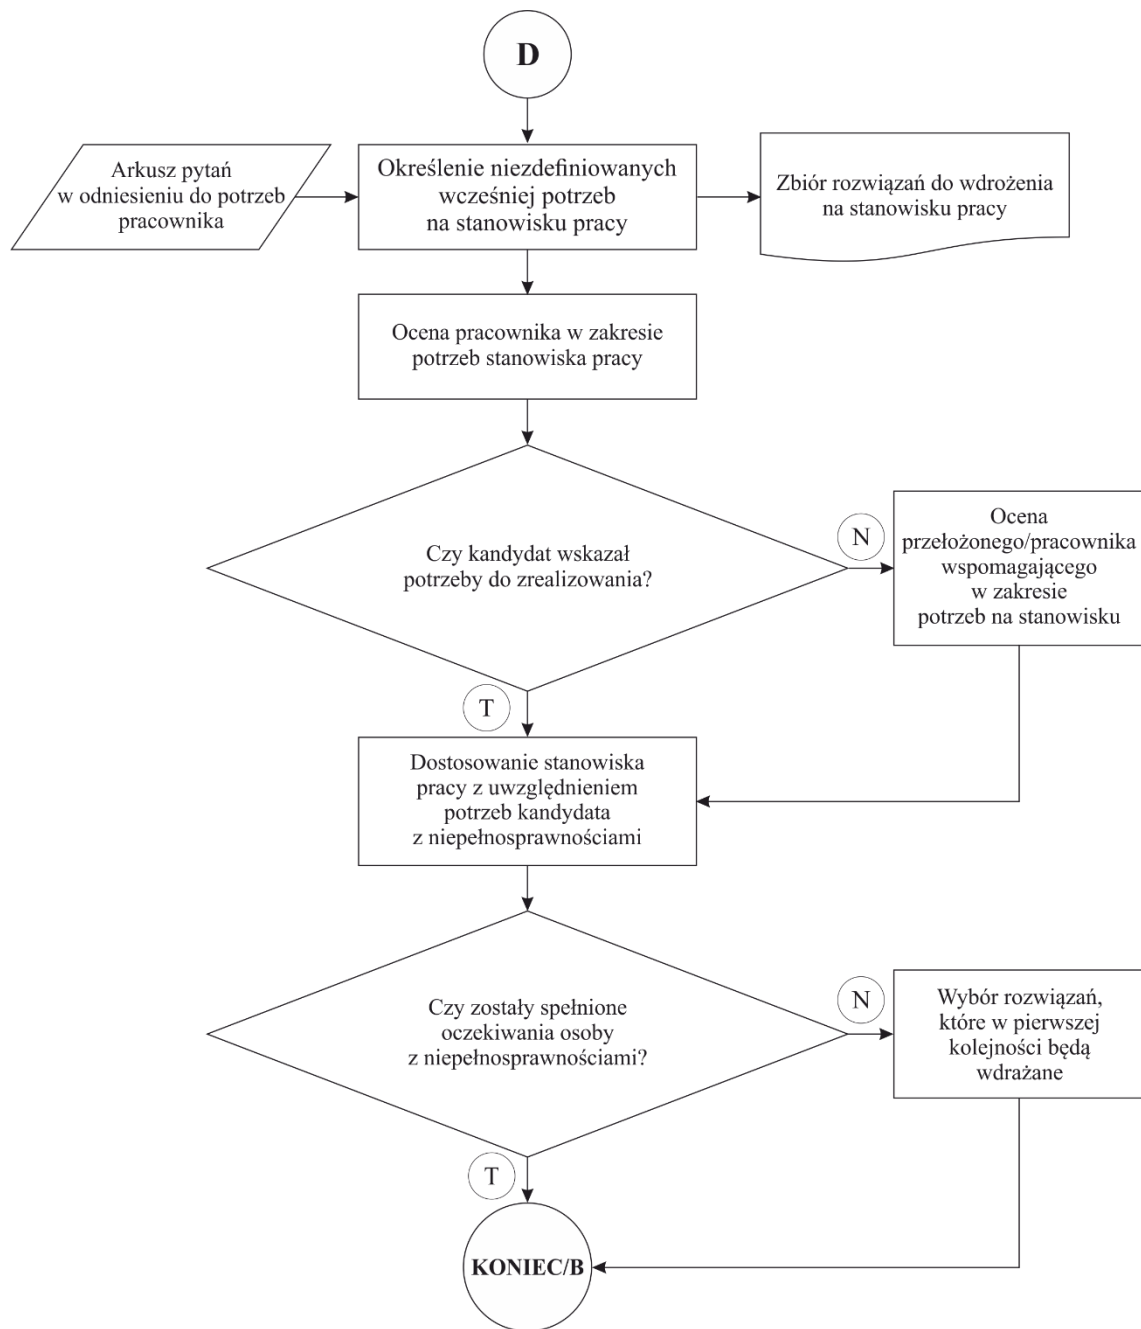 D
Arkusz pytań
w odniesieniu do potrzeb
pracownika
Określenie niezdefiniowanych
wcześniej potrzeb
na stanowisku pracy
Zbiór rozwiązań do wdrożenia
na stanowisku pracy
Ocena pracownika w zakresie
potrzeb stanowiska pracy
Czy kandydat wskazał
potrzeby do zrealizowania?
N
Ocena
przełożonego/pracownika
wspomagającego
w zakresie
potrzeb na stanowisku
T
Dostosowanie stanowiska
pracy z uwzględnieniem
potrzeb kandydata
z niepełnosprawnościami
Czy zostały spełnione
oczekiwania osoby
z niepełnosprawnościami?
N
Wybór rozwiązań,
które w pierwszej
kolejności będą
wdrażane
T
KONIEC/B